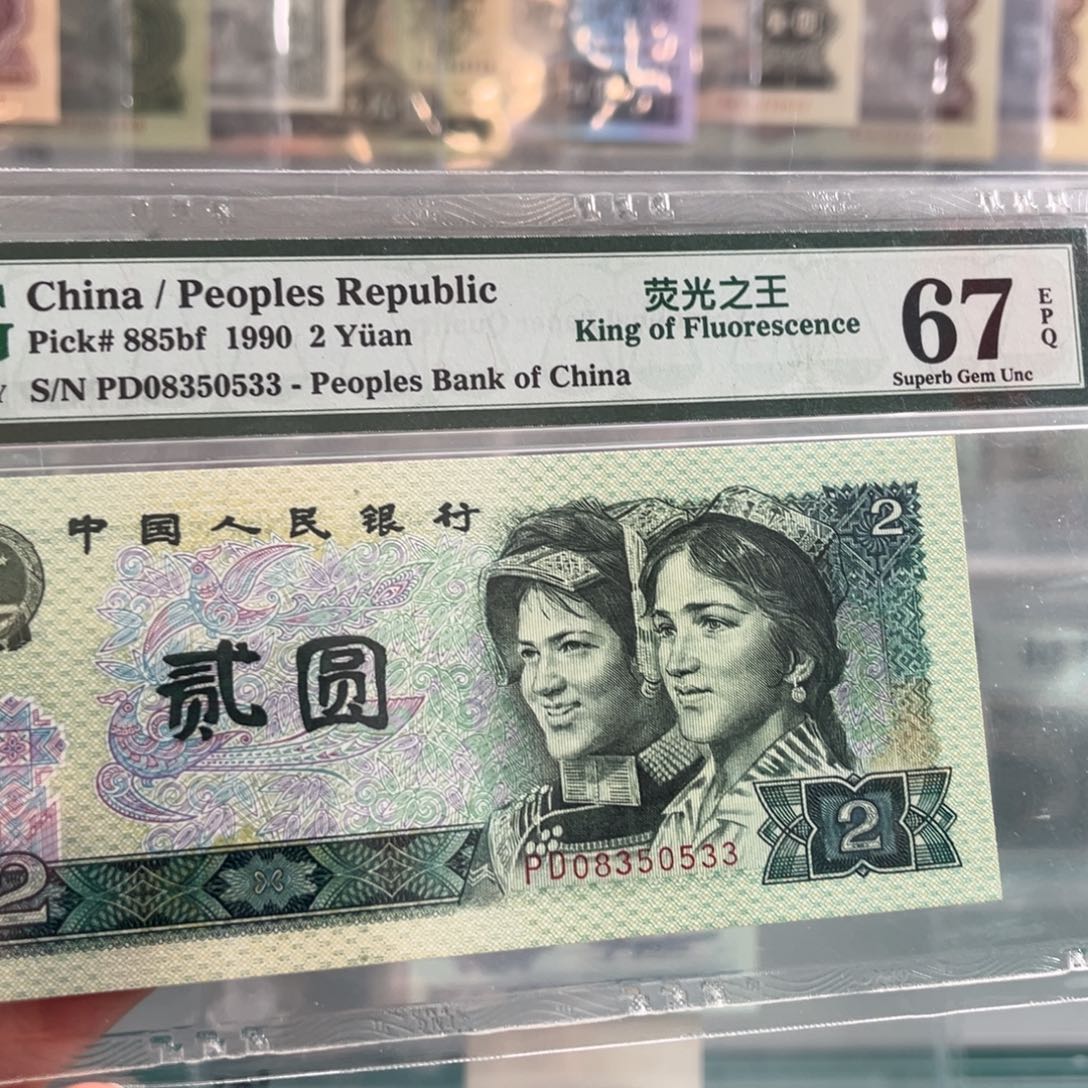 China / Peoples Republic
荧光之王
Pick# 885bf 1990 2 Yüan
King of Fluorescence
S/N PD08350533 - Peoples Bank of China
67
EPQ
Superb Gem Unc
中国人民银行
2
贰圆
2
PD08350533
2